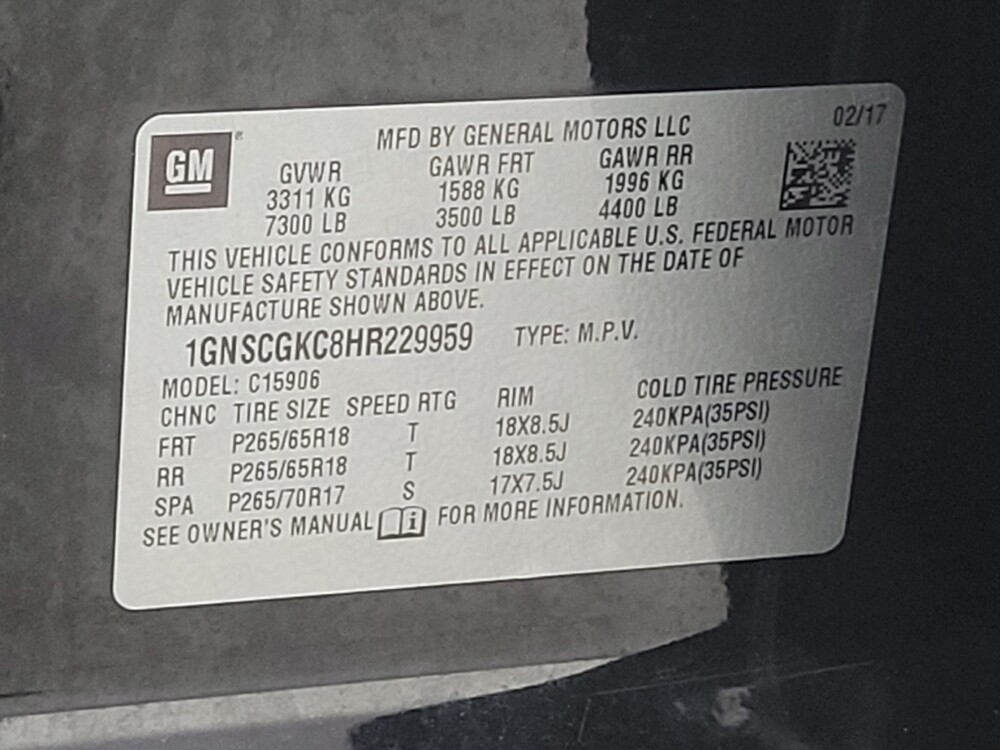 02/17
GM
MFD BY GENERAL MOTORS LLC
GVWR GAWR FRT GAWR RR
3311 KG 1588 KG 1996 KG
7300 LB 3500 LB 4400 LB
THIS VEHICLE CONFORMS TO ALL APPLICABLE U.S. FEDERAL MOTOR
VEHICLE SAFETY STANDARDS IN EFFECT ON THE DATE OF
MANUFACTURE SHOWN ABOVE.
1GNSCGKC8HR229959 TYPE: M.P.V.
MODEL: C15906
CHNC TIRE SIZE SPEED RTG RIM COLD TIRE PRESSURE
FRT P265/65R18 T 18X8.5J 240KPA(35PSI)
RR P265/65R18 T 18X8.5J 240KPA(35PSI)
SPA P265/70R17 S 17X7.5J 240KPA(35PSI)
SEE OWNER'S MANUAL i FOR MORE INFORMATION.